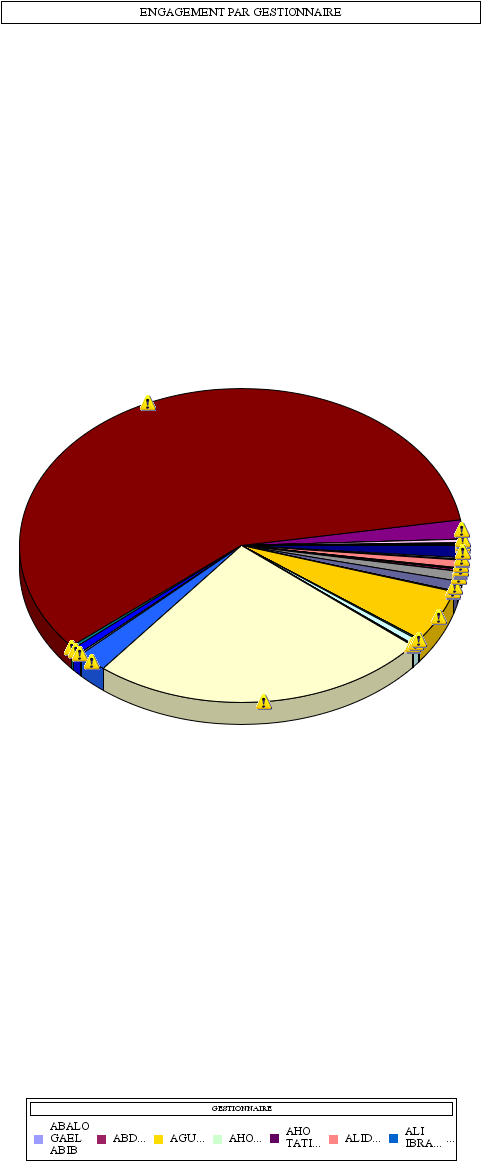 ENGAGEMENT PAR GESTIONNAIRE
GESTIONNAIRE
ABALO
GAEL
ABIB
ABD...
AGU...
AHO...
AHO
TATI...
ALID...
ALI
IBRA...
...